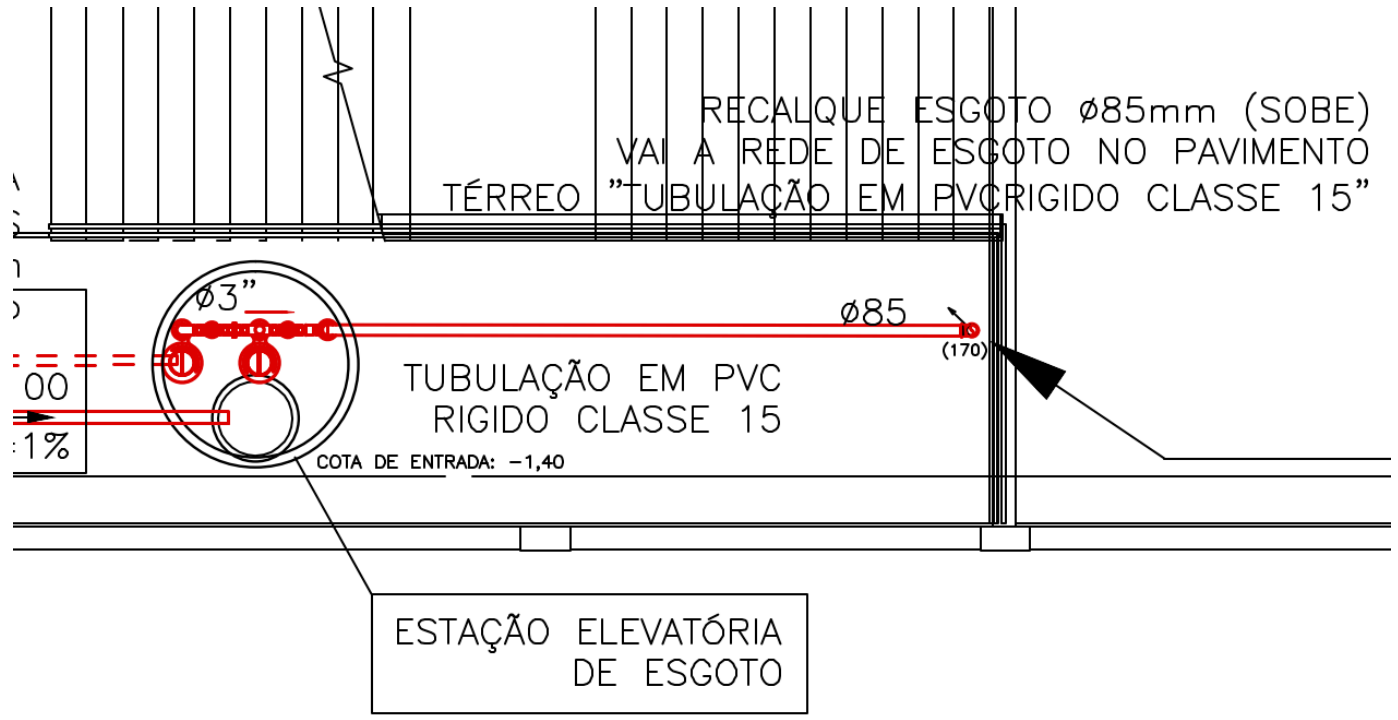 RECALQUE ESGOTO Ø85mm (SOBE)
VAI A REDE DE ESGOTO NO PAVIMENTO
TÉRREO "TUBULAÇÃO EM PVCRIGIDO CLASSE 15"
Ø3"
Ø85
(170)
TUBULAÇÃO EM PVC
RIGIDO CLASSE 15
00
1%
COTA DE ENTRADA: -1,40
ESTAÇÃO ELEVATÓRIA
DE ESGOTO